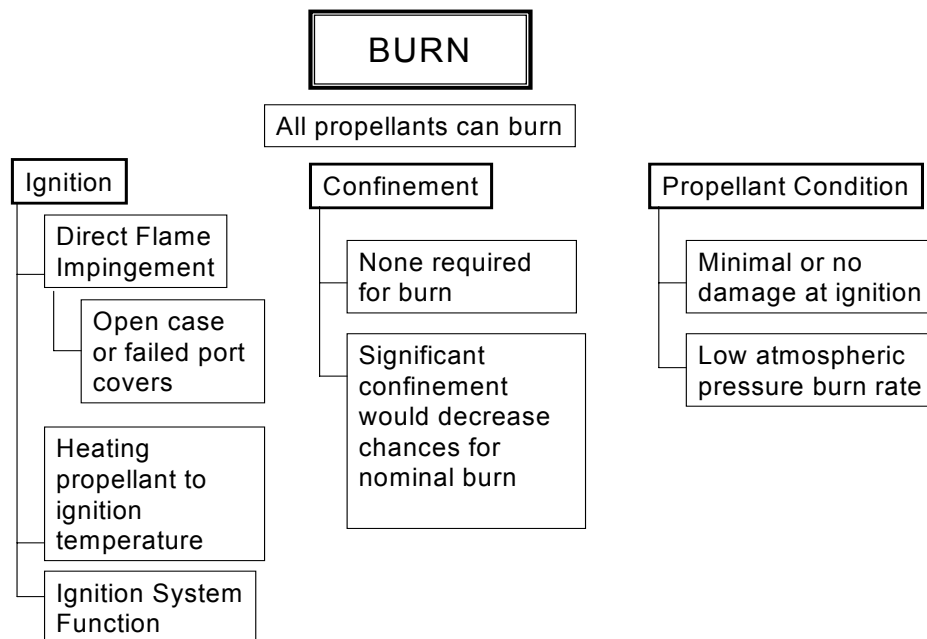 BURN
All propellants can burn
Ignition
Direct Flame
Impingement
Open case
or failed port
covers
Heating
propellant to
ignition
temperature
Ignition System
Function
Confinement
None required
for burn
Significant
confinement
would decrease
chances for
nominal burn
Propellant Condition
Minimal or no
damage at ignition
Low atmospheric
pressure burn rate